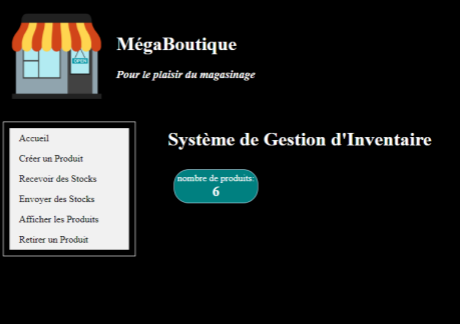 OPEN
MégaBoutique
Pour le plaisir du magasinage
Accueil
Créer un Produit
Recevoir des Stocks
Envoyer des Stocks
Afficher les Produits
Retirer un Produit
Système de Gestion d'Inventaire
nombre de produits:
6